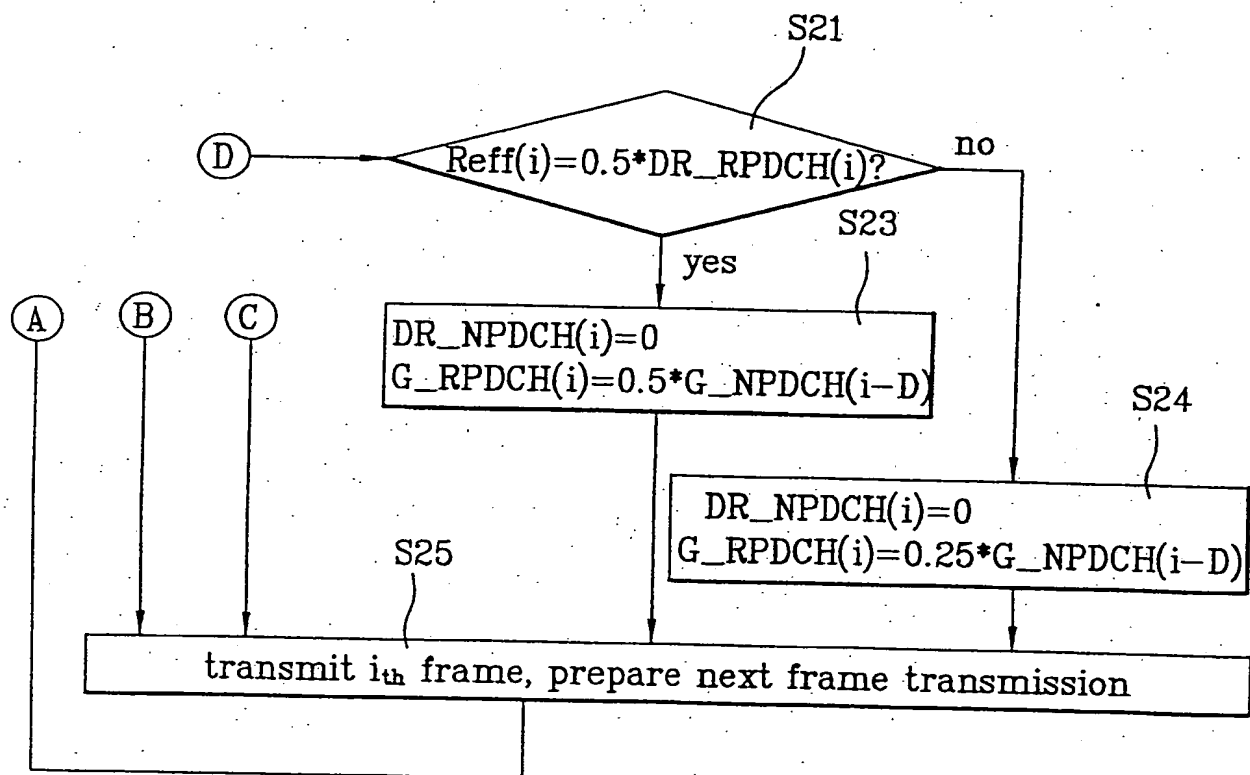 S21
D
Reff(i)=0.5*DR_RPDCH(i)?
no
S23
yes
A
B
C
DR_NPDCH(i)=0
G_RPDCH(i)=0.5*G_NPDCH(i-D)
S24
DR_NPDCH(i)=0
G_RPDCH(i)=0.25*G_NPDCH(i-D)
S25
transmit ith frame, prepare next frame transmission